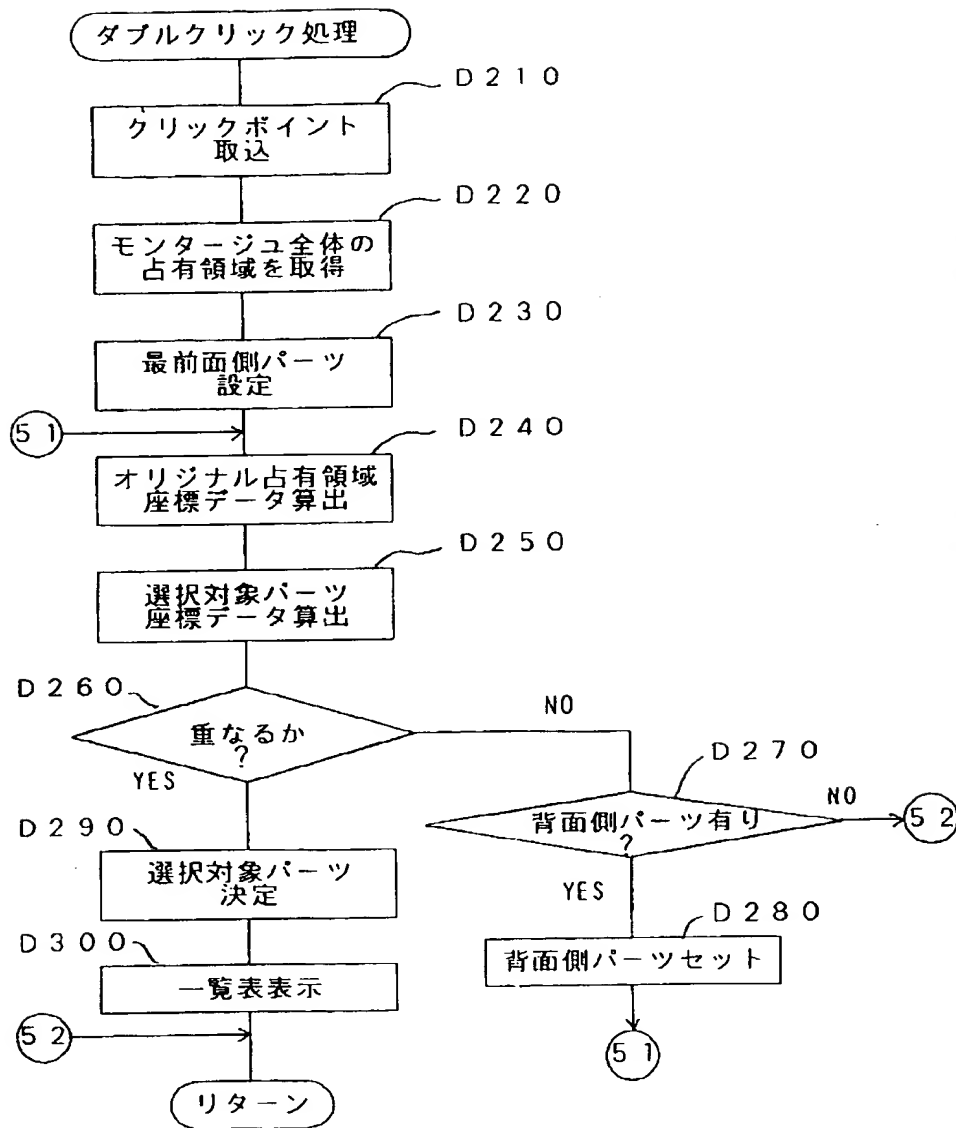 ダブルクリック処理
D210
クリックポイント
取込
D220
モンタージュ全体の
占有領域を取得
D230
最前面側パーツ
設定
51
D240
オリジナル占有領域
座標データ算出
D250
選択対象パーツ
座標データ算出
D260
重なるか
?
NO
YES
D270
背面側パーツ有り
?
NO
52
YES
D290
選択対象パーツ
決定
D280
背面側パーツセット
D300
一覧表表示
52
51
リターン